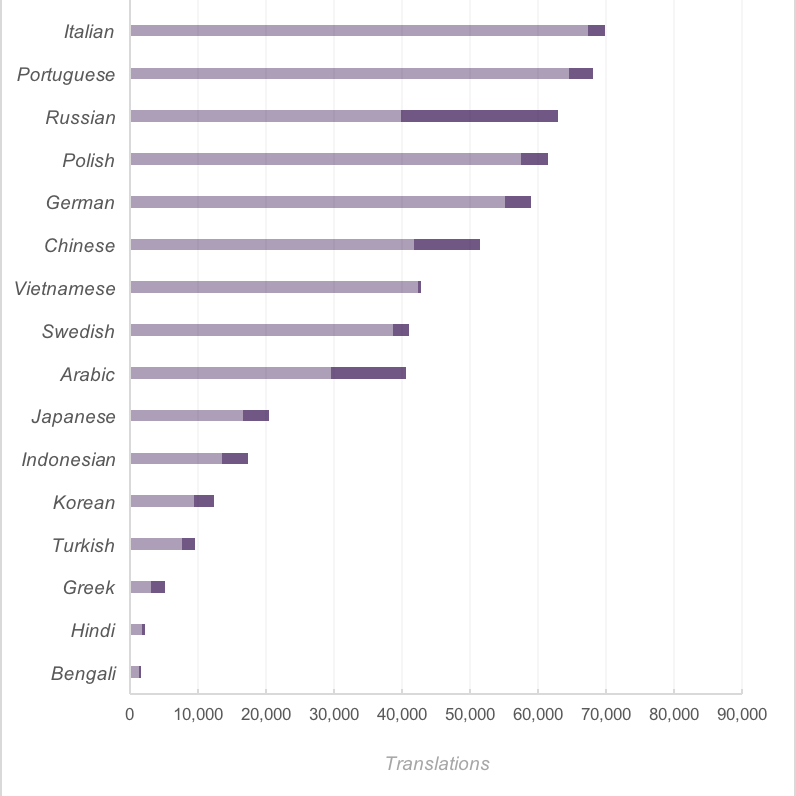 Italian
Portuguese
Russian
Polish
German
Chinese
Vietnamese
Swedish
Arabic
Japanese
Indonesian
Korean
Turkish
Greek
Hindi
Bengali
0 10,000 20,000 30,000 40,000 50,000 60,000 70,000 80,000 90,000
Translations